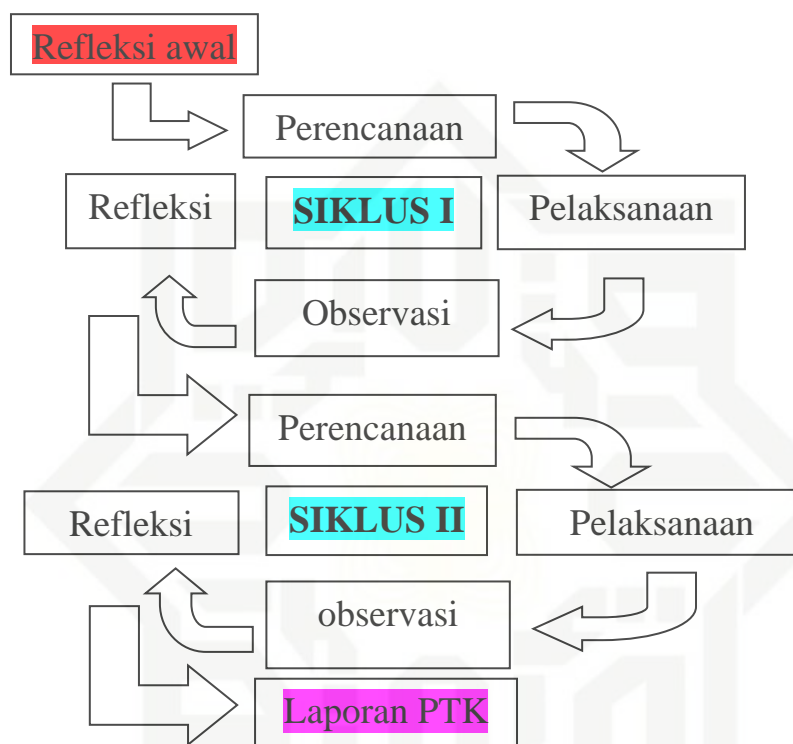 Refleksi awal
Perencanaan
Refleksi
SIKLUS I
Pelaksanaan
Observasi
Perencanaan
Refleksi
SIKLUS II
Pelaksanaan
observasi
Laporan PTK